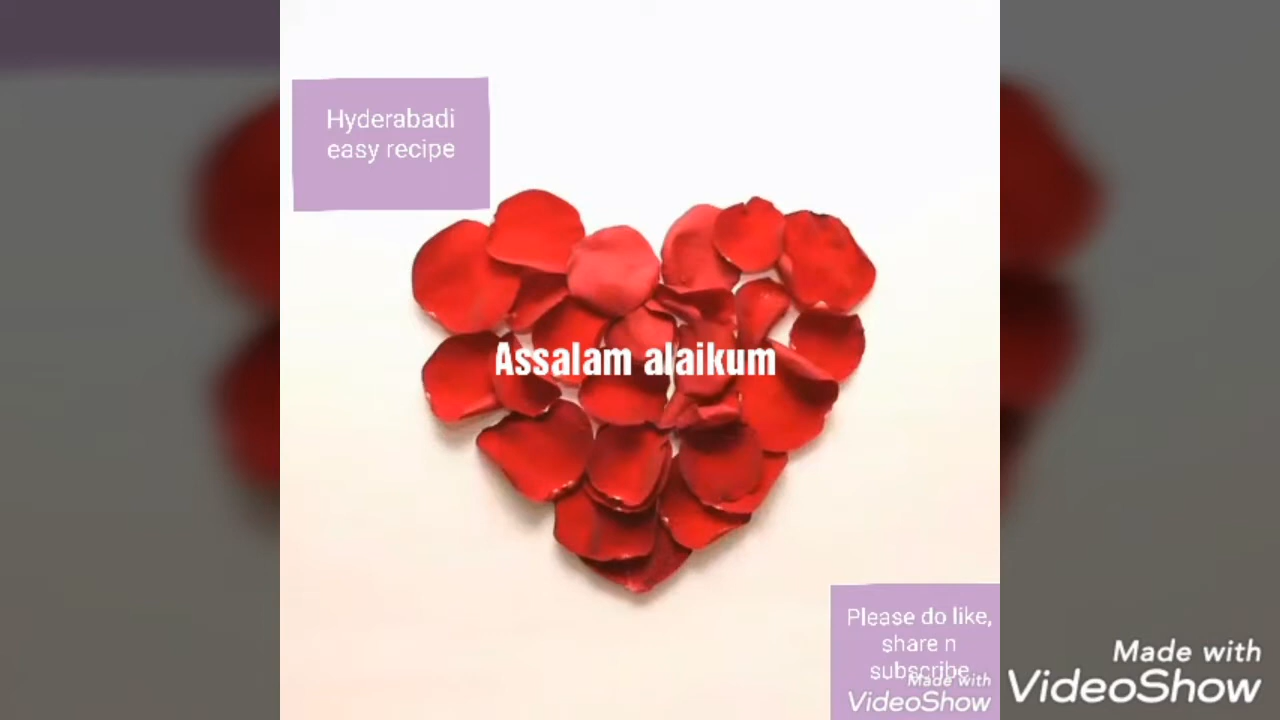 Hyderabadi
easy recipe
Assalam alaikum
Please do like,
share n
subscribe
Made with
VideoShow
Made with
VideoShow